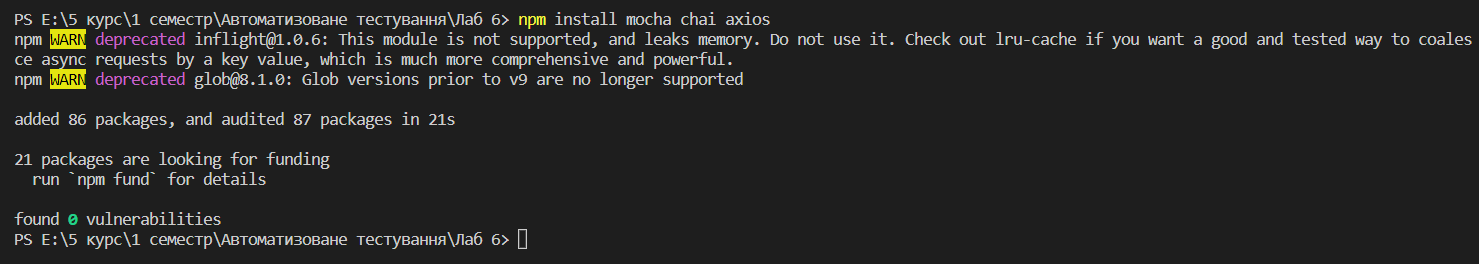 PS E:\5 курс\1 семестр\Автоматизоване тестування\Лаб 6> npm install mocha chai axios
npm WARN deprecated inflight@1.0.6: This module is not supported, and leaks memory. Do not use it. Check out lru-cache if you want a good and tested way to coales
ce async requests by a key value, which is much more comprehensive and powerful.
npm WARN deprecated glob@8.1.0: Glob versions prior to v9 are no longer supported
added 86 packages, and audited 87 packages in 21s
21 packages are looking for funding
run `npm fund` for details
found 0 vulnerabilities
PS E:\5 курс\1 семестр\Автоматизоване тестування\Лаб 6>